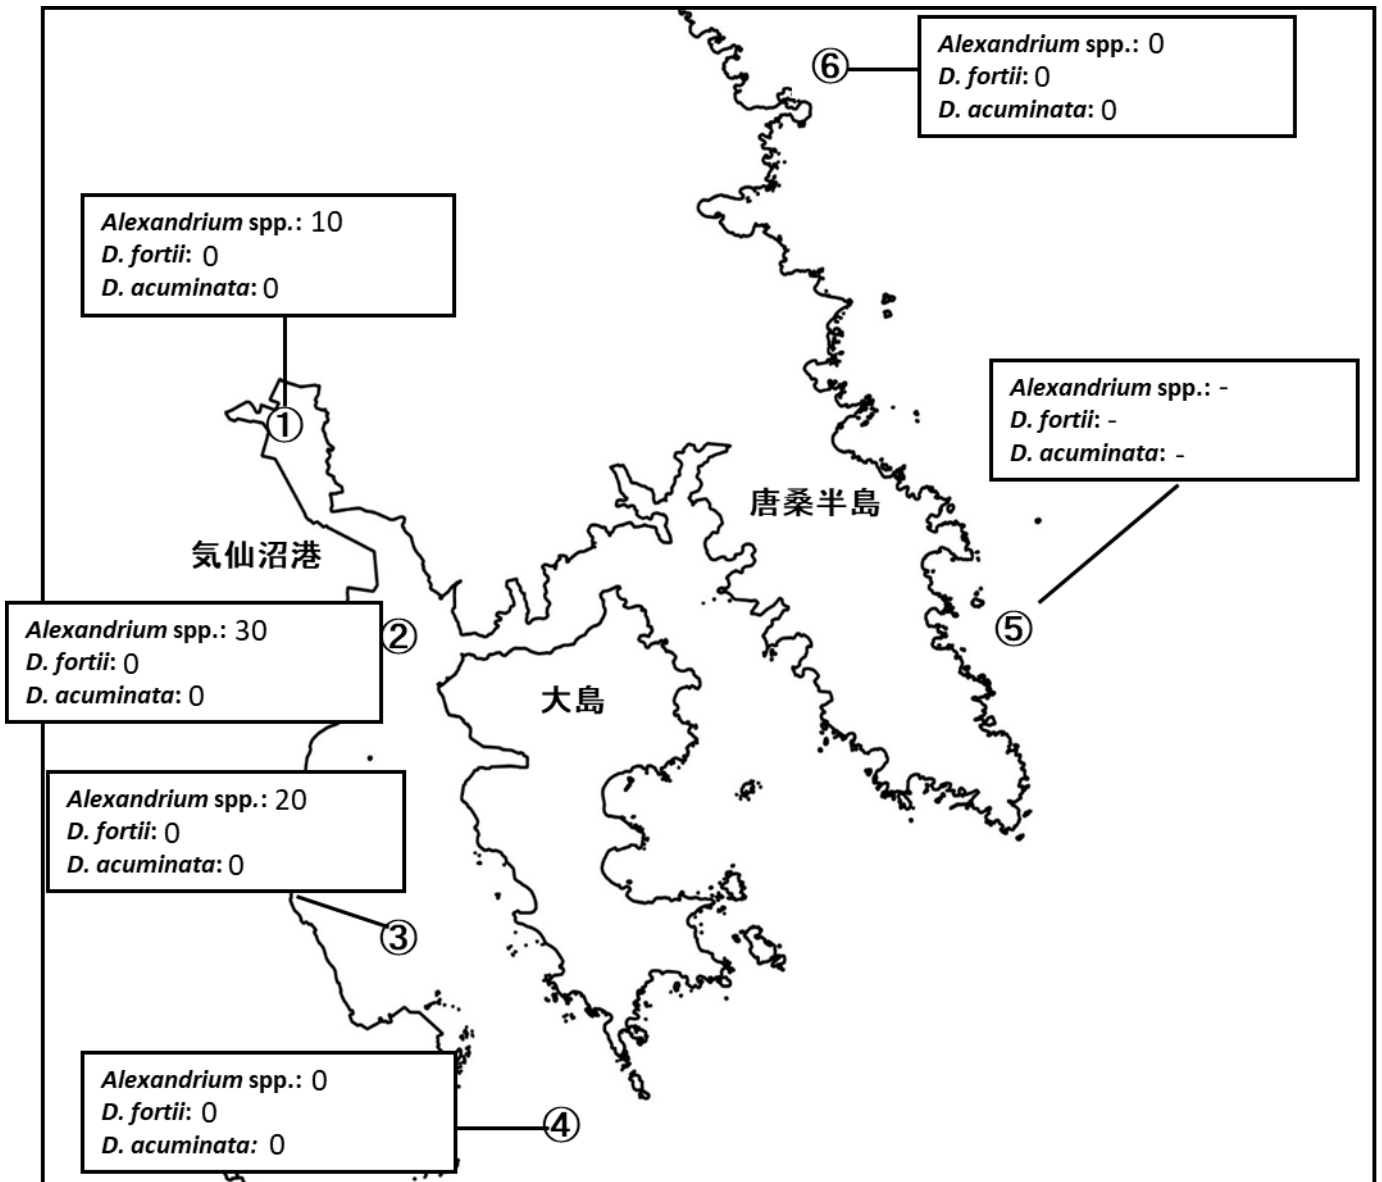 ⑥
Alexandrium spp.: 0
D. fortii: 0
D. acuminata: 0
Alexandrium spp.: 10
D. fortii: 0
D. acuminata: 0
①
Alexandrium spp.: -
D. fortii: -
D. acuminata: -
唐桑半島
気仙沼港
⑤
Alexandrium spp.: 30
D. fortii: 0
D. acuminata: 0
②
大島
Alexandrium spp.: 20
D. fortii: 0
D. acuminata: 0
③
Alexandrium spp.: 0
D. fortii: 0
D. acuminata: 0
④